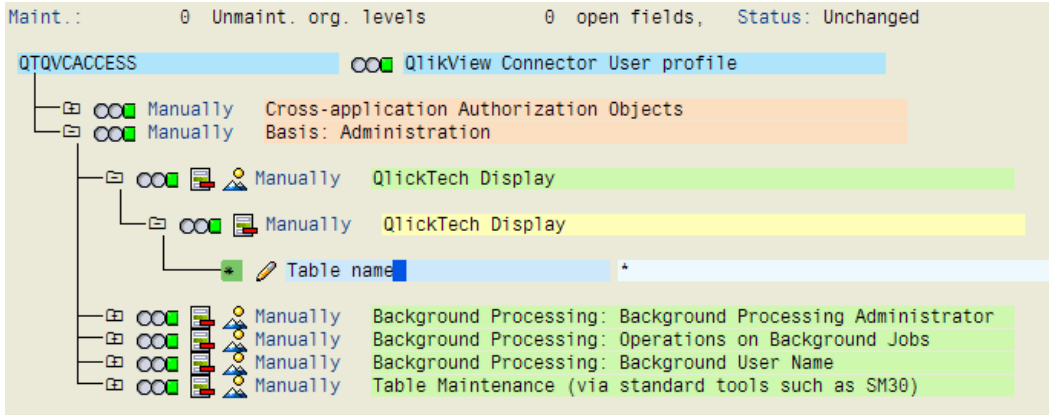 Maint.: 0 Unmaint. org. levels 0 open fields, Status: Unchanged
QTQVCACCESS QlikView Connector User profile
Manually Cross-application Authorization Objects
Manually Basis: Administration
Manually QlickTech Display
Manually QlickTech Display
* Table name *
Manually Background Processing: Background Processing Administrator
Manually Background Processing: Operations on Background Jobs
Manually Background Processing: Background User Name
Manually Table Maintenance (via standard tools such as SM30)